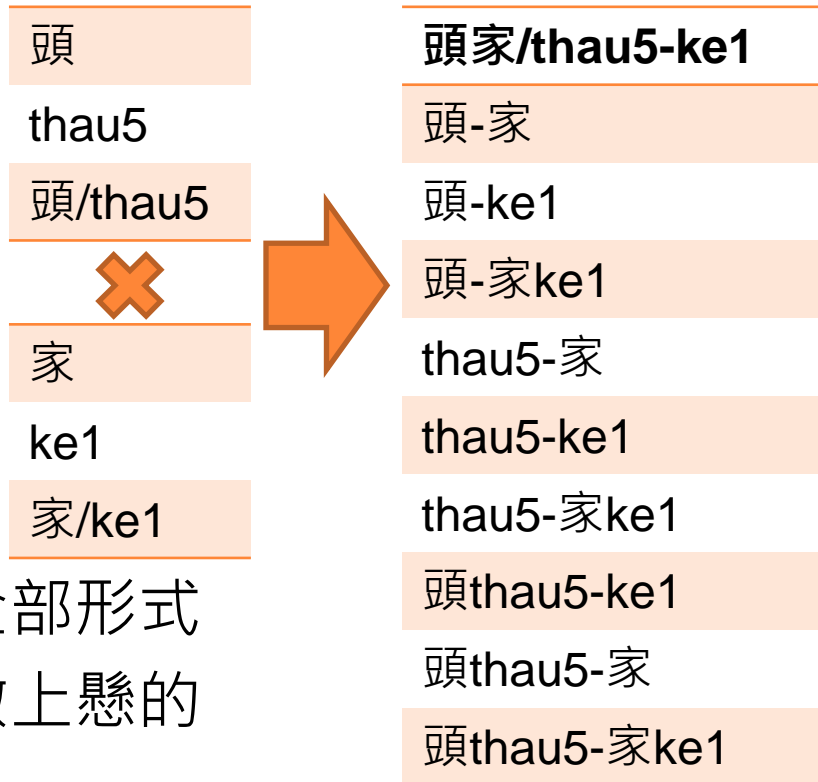 頭
thau5
頭/thau5
家
ke1
家/ke1
部形式
上懸的
頭家/thau5-ke1
頭-家
頭-ke1
頭-家ke1
thau5-家
thau5-ke1
thau5-家ke1
頭thau5-ke1
頭thau5-家
頭thau5-家ke1